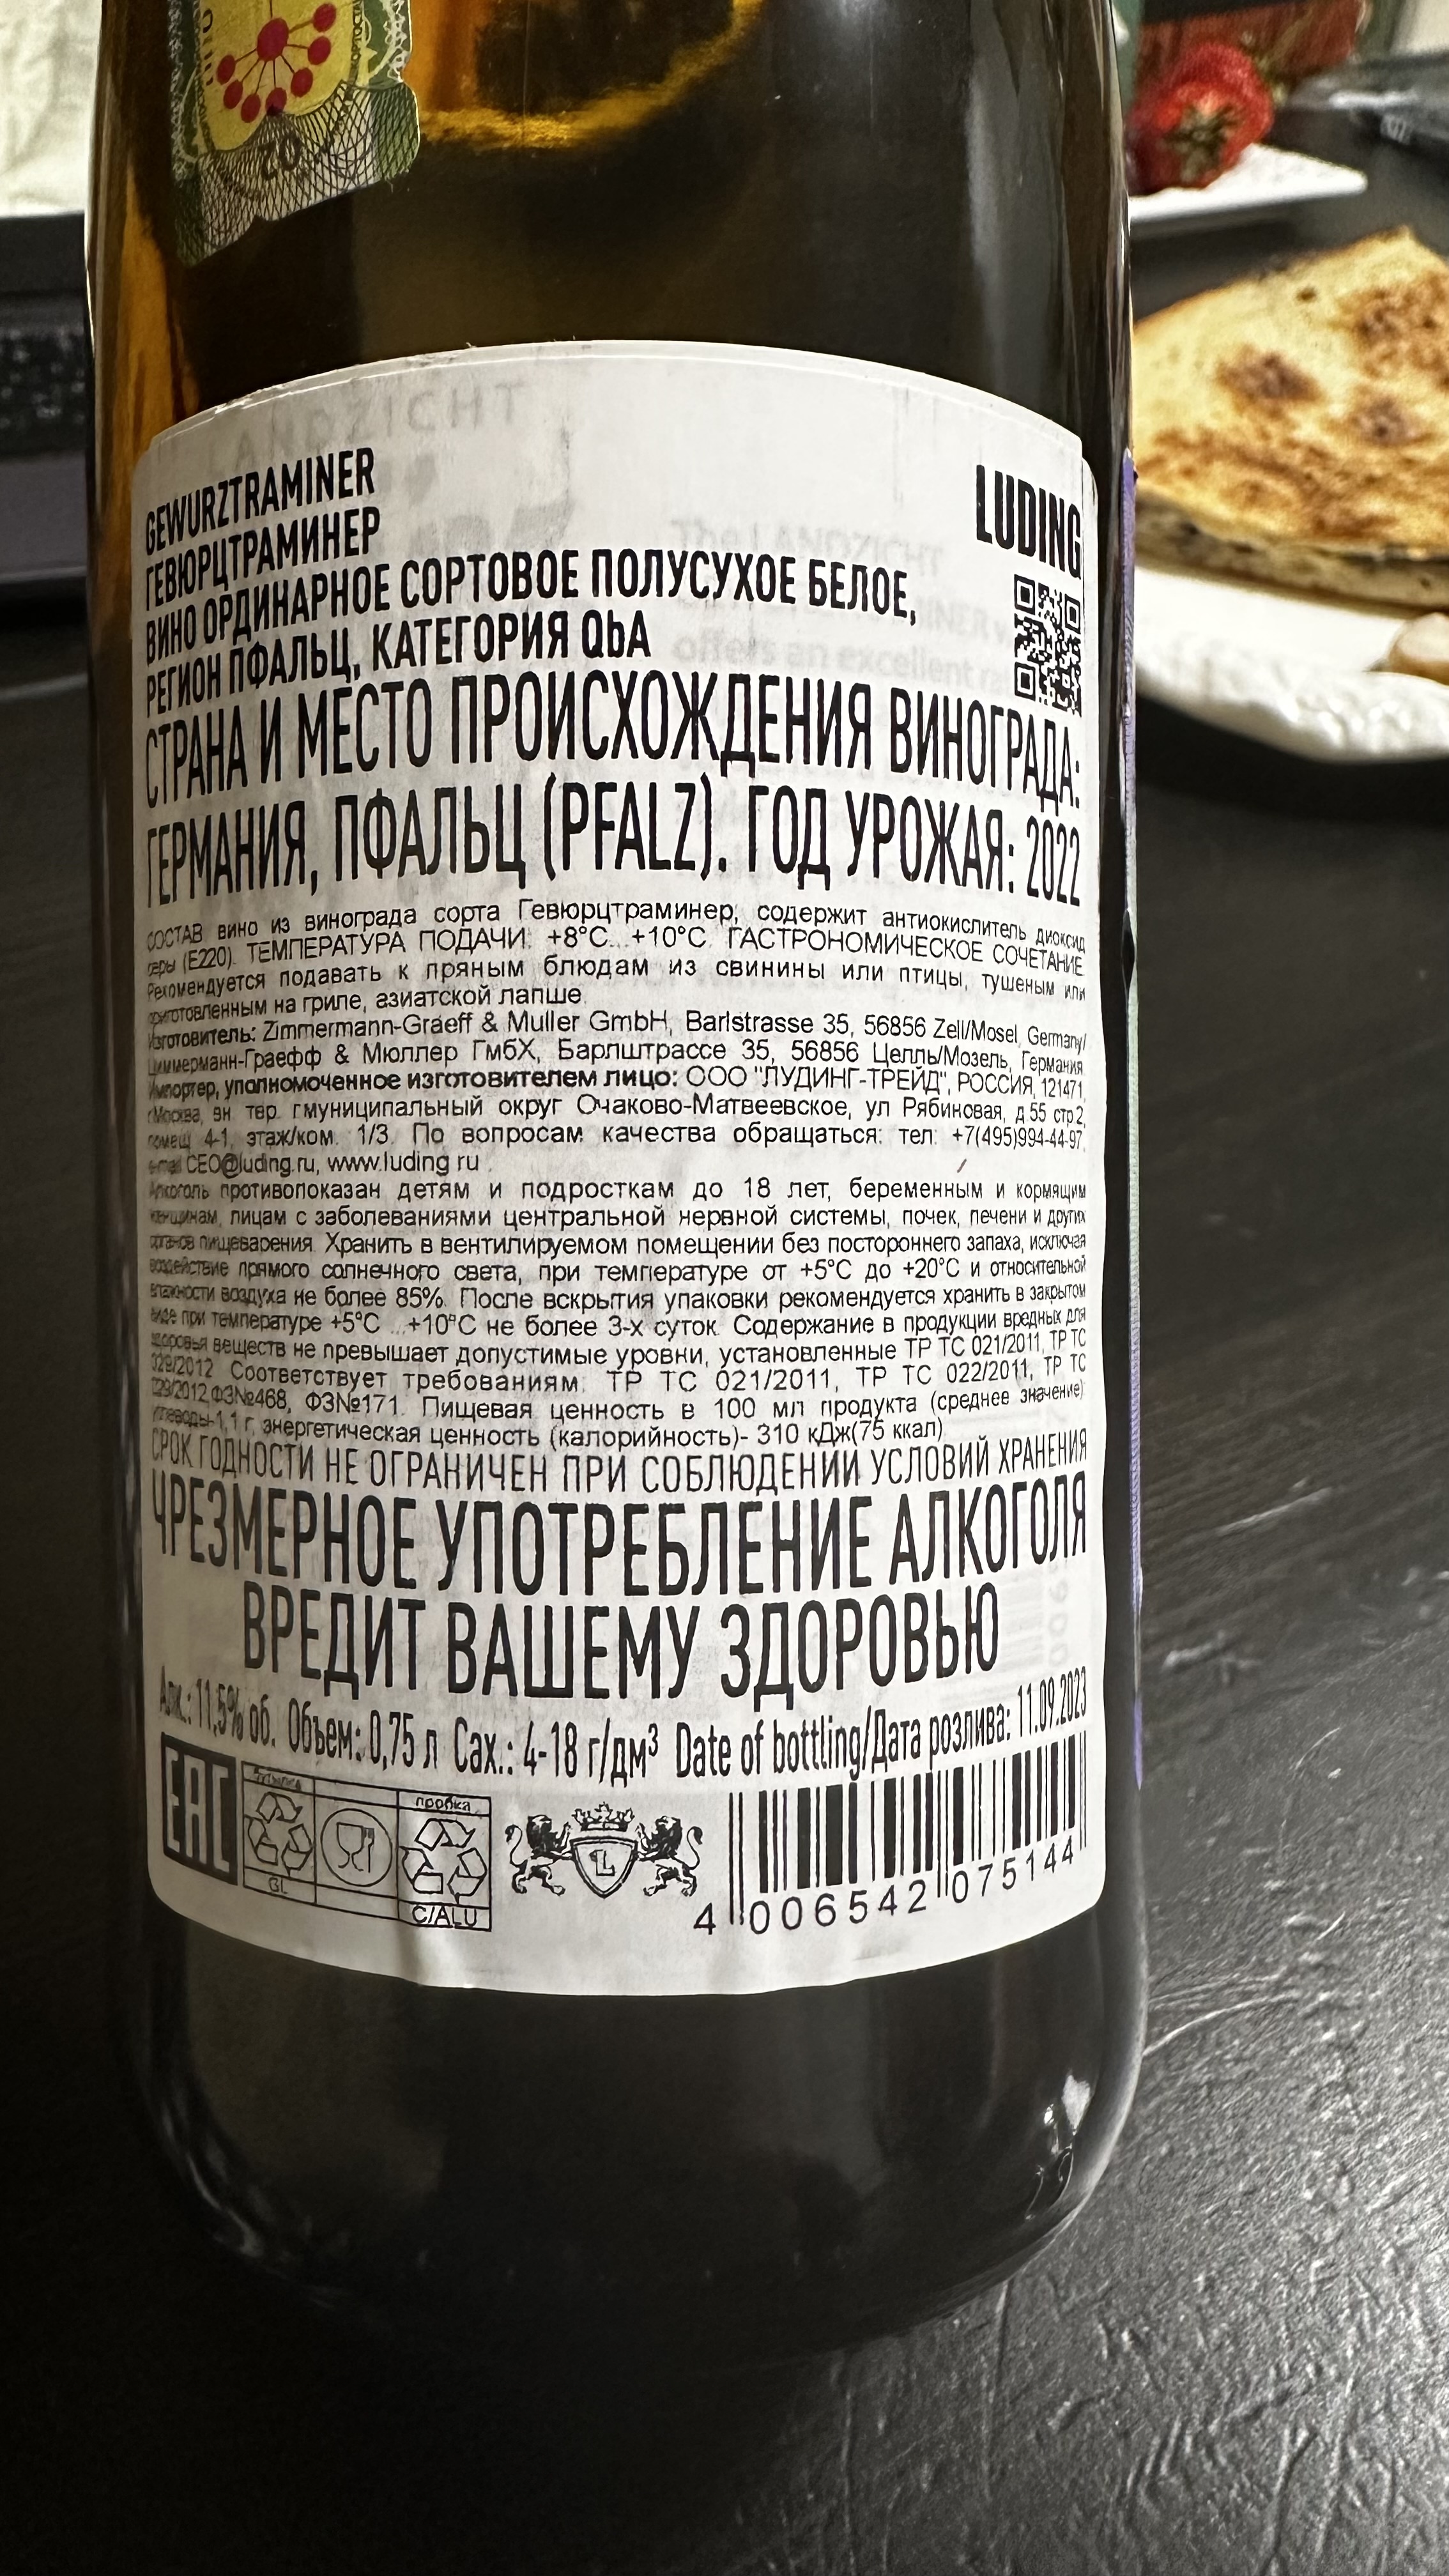 02
LANDZICHT
GEWURZTRAMINER
ГЕВЮРЦТРАМИНЕР
ВИНО ОРДИНАРНОЕ СОРТОВОЕ ПОЛУСУХОЕ БЕЛОЕ,
РЕГИОН ПФАЛЬЦ, КАТЕГОРИЯ QbA
LUDING
The LANDZICHT
offers an excellent
СТРАНА И МЕСТО ПРОИСХОЖДЕНИЯ ВИНОГРАДА:
ГЕРМАНИЯ, ПФАЛЬЦ (PFALZ). ГОД УРОЖАЯ: 2022
СОСТАВ вино из винограда сорта Гевюрцтраминер, содержит антиокислитель диоксид
серы (Е220). ТЕМПЕРАТУРА ПОДАЧИ: +8°С...+10°С. ГАСТРОНОМИЧЕСКОЕ СОЧЕТАНИЕ
Рекомендуется подавать к пряным блюдам из свинины или птицы, тушеным или
приготовленным на гриле, азиатской лапше.
Изготовитель: Zimmermann-Graeff & Muller GmbH, Barlstrasse 35, 56856 Zell/Mosel, Germany/
Циммерманн-Граефф & Мюллер ГмбХ, Барлштрассе 35, 56856 Целль/Мозель, Германия
Импортер, уполномоченное изготовителем лицо: ООО "ЛУДИНГ-ТРЕЙД", РОССИЯ, 121471,
г.Москва, вн. тер. г.муниципальный округ Очаково-Матвеевское, ул Рябиновая, д.55 стр.2,
помещ 4-1, этаж/ком. 1/3. По вопросам качества обращаться: тел: +7(495)994-44-97,
e-mail CEO@luding.ru, www.luding.ru
Алкоголь противопоказан детям и подросткам до 18 лет, беременным и кормящим
женщинам, лицам с заболеваниями центральной нервной системы, почек, печени и других
органов пищеварения. Хранить в вентилируемом помещении без постороннего запаха, исключая
воздействие прямого солнечного света, при температуре от +5°С до +20°С и относительной
влажности воздуха не более 85%. После вскрытия упаковки рекомендуется хранить в закрытом
виде при температуре +5°С ...+10°С не более 3-х суток. Содержание в продукции вредных для
здоровья веществ не превышает допустимые уровни, установленные ТР ТС 021/2011, ТР ТС
029/2012. Соответствует требованиям: ТР ТС 021/2011, ТР ТС 022/2011, ТР ТС
029/2012,ФЗ№468, ФЗ№171. Пищевая ценность в 100 мл продукта (среднее значение):
углеводы-1,1 г, энергетическая ценность (калорийность)- 310 кДж(75 ккал)
СРОК ГОДНОСТИ НЕ ОГРАНИЧЕН ПРИ СОБЛЮДЕНИИ УСЛОВИЙ ХРАНЕНИЯ
ЧРЕЗМЕРНОЕ УПОТРЕБЛЕНИЕ АЛКОГОЛЯ
ВРЕДИТ ВАШЕМУ ЗДОРОВЬЮ
Алк.: 11,5% об. Объем: 0,75 л Сах.: 4-18 г/дм³ Date of bottling/Дата розлива: 11.09.2023
EAC
бутылка
GL
пробка
C/ALU
L
4 006542 075144